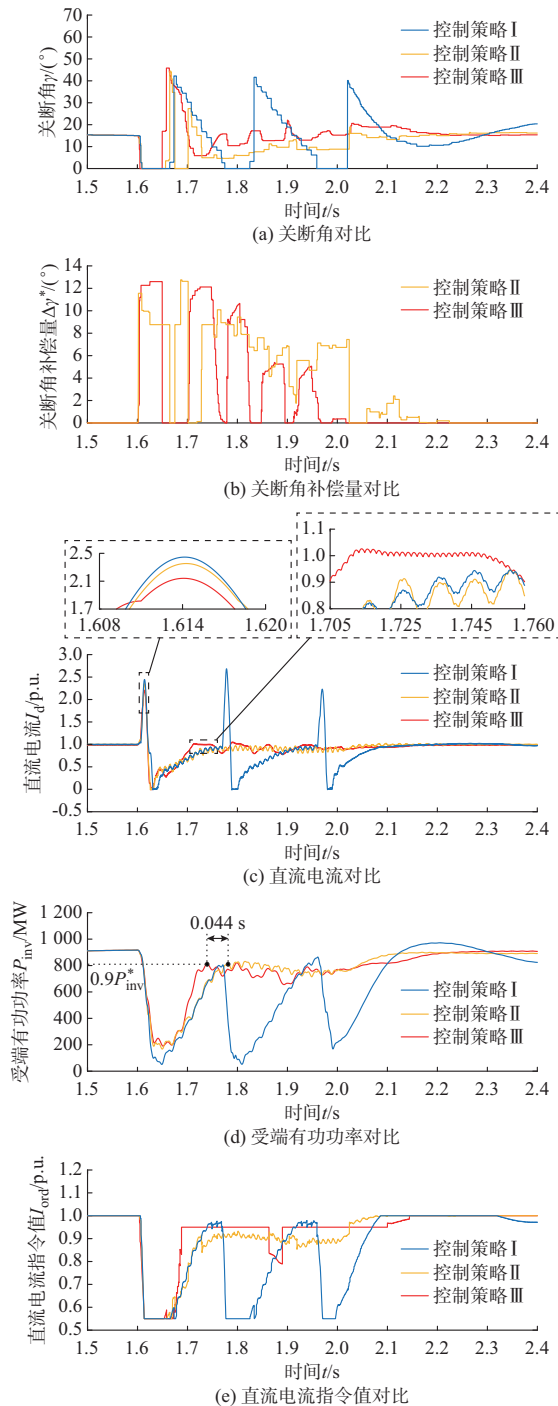 70
60
50
40
30
20
10
0
关断角γ/(°)
控制策略Ⅰ
控制策略Ⅱ
控制策略Ⅲ
1.5 1.6 1.7 1.8 1.9 2.0 2.1 2.2 2.3 2.4
时间t/s
(a) 关断角对比
14
12
10
8
6
4
2
0
关断角补偿量Δγ*/(°)
控制策略Ⅱ
控制策略Ⅲ
1.5 1.6 1.7 1.8 1.9 2.0 2.1 2.2 2.3 2.4
时间t/s
(b) 关断角补偿量对比
2.5
2.1
1.7
1.608 1.614 1.620
1.1
1.0
0.9
0.8
1.705 1.725 1.745 1.760
3.0
2.5
2.0
1.5
1.0
0.5
0
-0.5
直流电流Id/p.u.
控制策略Ⅰ
控制策略Ⅱ
控制策略Ⅲ
1.5 1.6 1.7 1.8 1.9 2.0 2.1 2.2 2.3 2.4
时间t/s
(c) 直流电流对比
1 200
1 000
800
600
400
200
0
受端有功功率Pinv/MW
0.044 s
0.9P*inv
控制策略Ⅰ
控制策略Ⅱ
控制策略Ⅲ
1.5 1.6 1.7 1.8 1.9 2.0 2.1 2.2 2.3 2.4
时间t/s
(d) 受端有功功率对比
1.2
1.1
1.0
0.9
0.8
0.7
0.6
0.5
直流电流指令值Iord/p.u.
控制策略Ⅰ
控制策略Ⅱ
控制策略Ⅲ
1.5 1.6 1.7 1.8 1.9 2.0 2.1 2.2 2.3 2.4
时间t/s
(e) 直流电流指令值对比